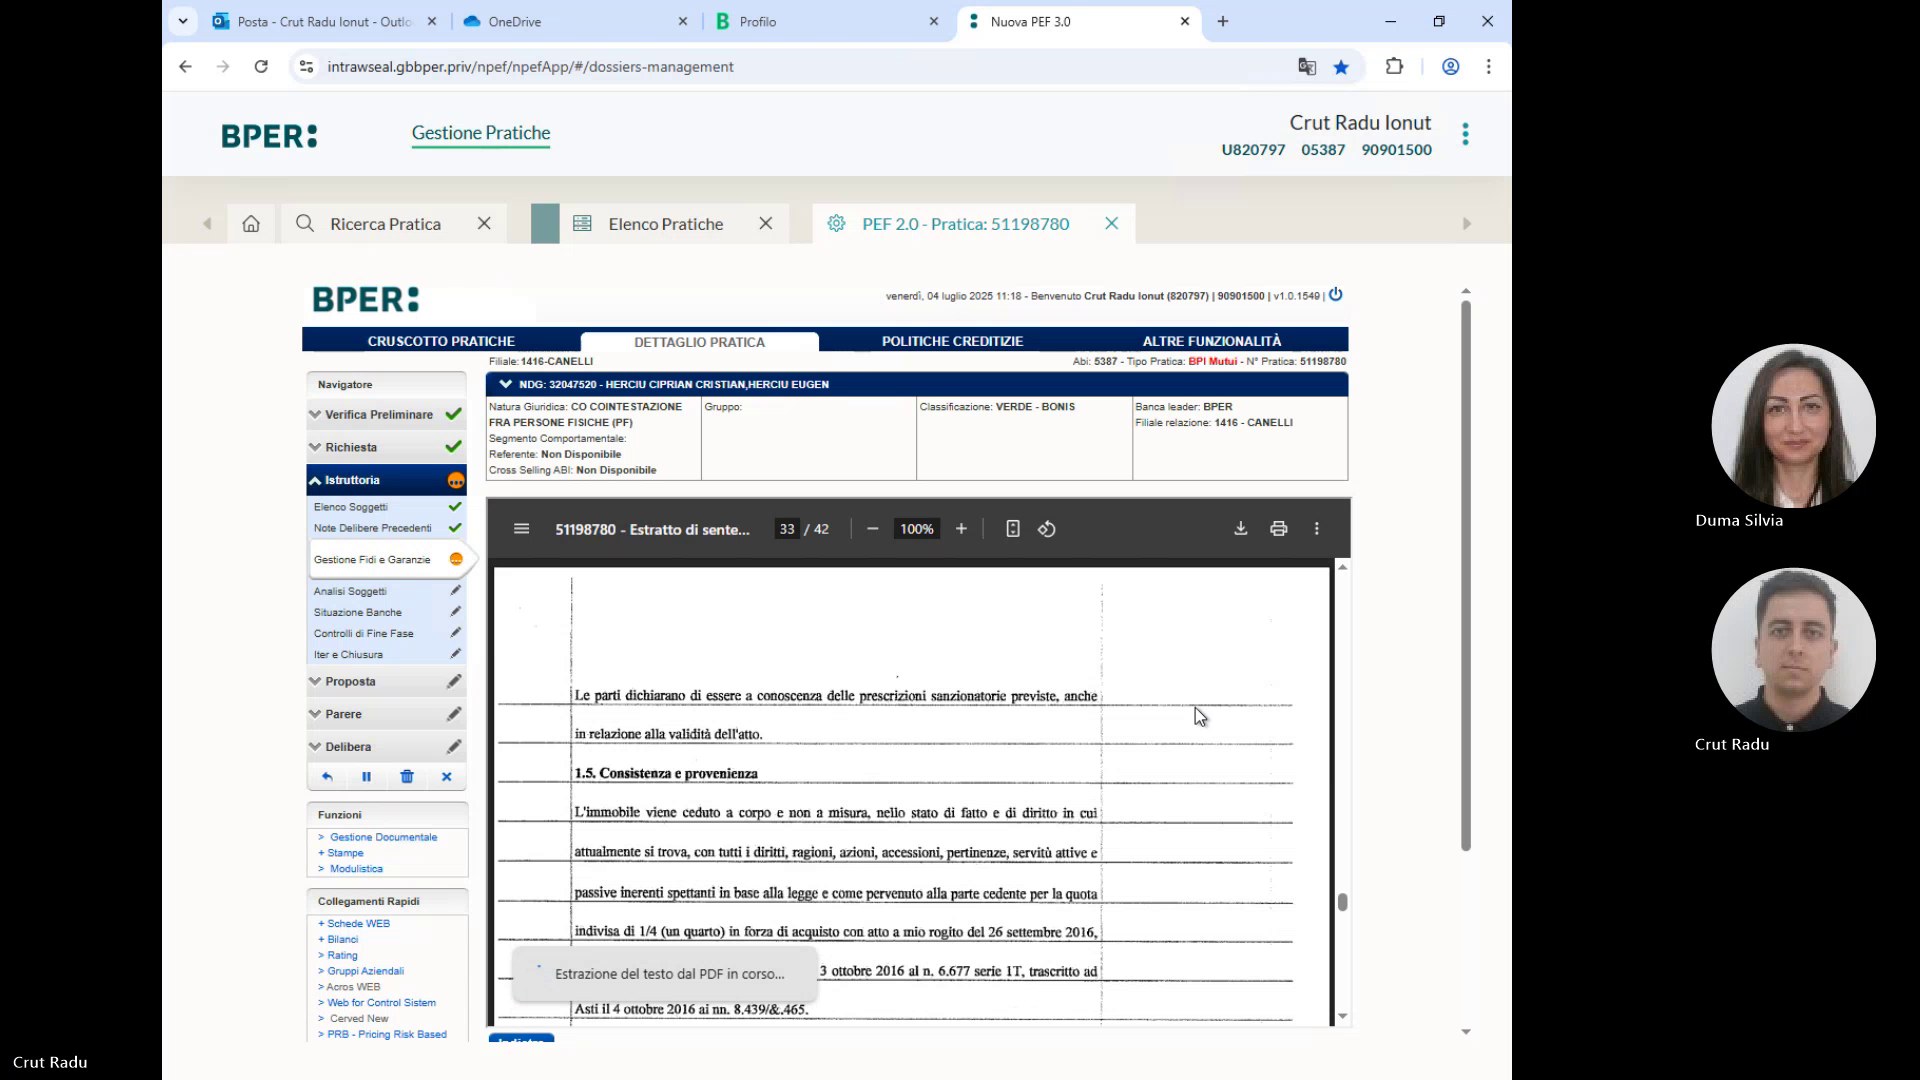 Posta - Crut Radu Ionut - Outlo
OneDrive
Profilo
Nuova PEF 3.0
intrawseal.gbbper.priv/npef/npefApp/#/dossiers-management
BPER:
Gestione Pratiche
Crut Radu Ionut
U820797 05387 90901500
Ricerca Pratica
Elenco Pratiche
PEF 2.0 - Pratica: 51198780
BPER:
venerdì, 04 luglio 2025 11:18 - Benvenuto Crut Radu Ionut (820797) | 90901500 | v1.0.1549 |
CRUSCOTTO PRATICHE
DETTAGLIO PRATICA
POLITICHE CREDITIZIE
ALTRE FUNZIONALITÀ
Filiale: 1416-CANELLI
Abi: 5387 - Tipo Pratica: BPI Mutui - N° Pratica: 51198780
Navigatore
Verifica Preliminare
Richiesta
Istruttoria
Elenco Soggetti
Note Delibere Precedenti
Gestione Fidi e Garanzie
Analisi Soggetti
Situazione Banche
Controlli di Fine Fase
Iter e Chiusura
Proposta
Parere
Delibera
Funzioni
> Gestione Documentale
+ Stampe
> Modulistica
Collegamenti Rapidi
+ Schede WEB
+ Bilanci
> Rating
> Gruppi Aziendali
> Acros WEB
> Web for Control Sistem
> Cerved New
> PRB - Pricing Risk Based
NDG: 32047520 - HERCIU CIPRIAN CRISTIAN,HERCIU EUGEN
Natura Giuridica: CO COINTESTAZIONE
FRA PERSONE FISICHE (PF)
Segmento Comportamentale:
Referente: Non Disponibile
Cross Selling ABI: Non Disponibile
Gruppo:
Classificazione: VERDE - BONIS
Banca leader: BPER
Filiale relazione: 1416 - CANELLI
51198780 - Estratto di sente...
33 / 42
100%
Le parti dichiarano di essere a conoscenza delle prescrizioni sanzionatorie previste, anche
in relazione alla validità dell'atto.
1.5. Consistenza e provenienza
L'immobile viene ceduto a corpo e non a misura, nello stato di fatto e di diritto in cui
attualmente si trova, con tutti i diritti, ragioni, azioni, accessioni, pertinenze, servitù attive e
passive inerenti spettanti in base alla legge e come pervenuto alla parte cedente per la quota
indivisa di 1/4 (un quarto) in forza di acquisto con atto a mio rogito del 26 settembre 2016,
3 ottobre 2016 al n. 6.677 serie 1T, trascritto ad
Asti il 4 ottobre 2016 ai nn. 8.439/&.465.
Estrazione del testo dal PDF in corso...
Indietro
Duma Silvia
Crut Radu
Crut Radu